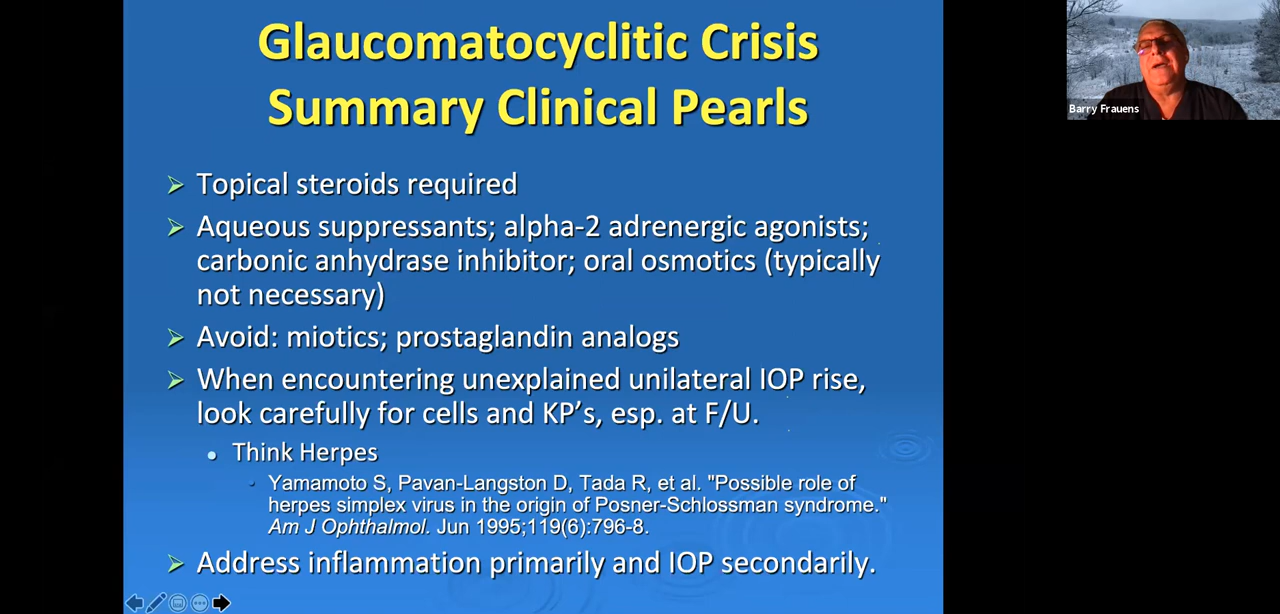 Glaucomatocyclitic Crisis
Summary Clinical Pearls
Topical steroids required
Aqueous suppressants; alpha-2 adrenergic agonists;
carbonic anhydrase inhibitor; oral osmotics (typically
not necessary)
Avoid: miotics; prostaglandin analogs
When encountering unexplained unilateral IOP rise,
look carefully for cells and KP's, esp. at F/U.
Think Herpes
Yamamoto S, Pavan-Langston D, Tada R, et al. "Possible role of
herpes simplex virus in the origin of Posner-Schlossman syndrome."
Am J Ophthalmol. Jun 1995;119(6):796-8.
Address inflammation primarily and IOP secondarily.
Barry Frauens